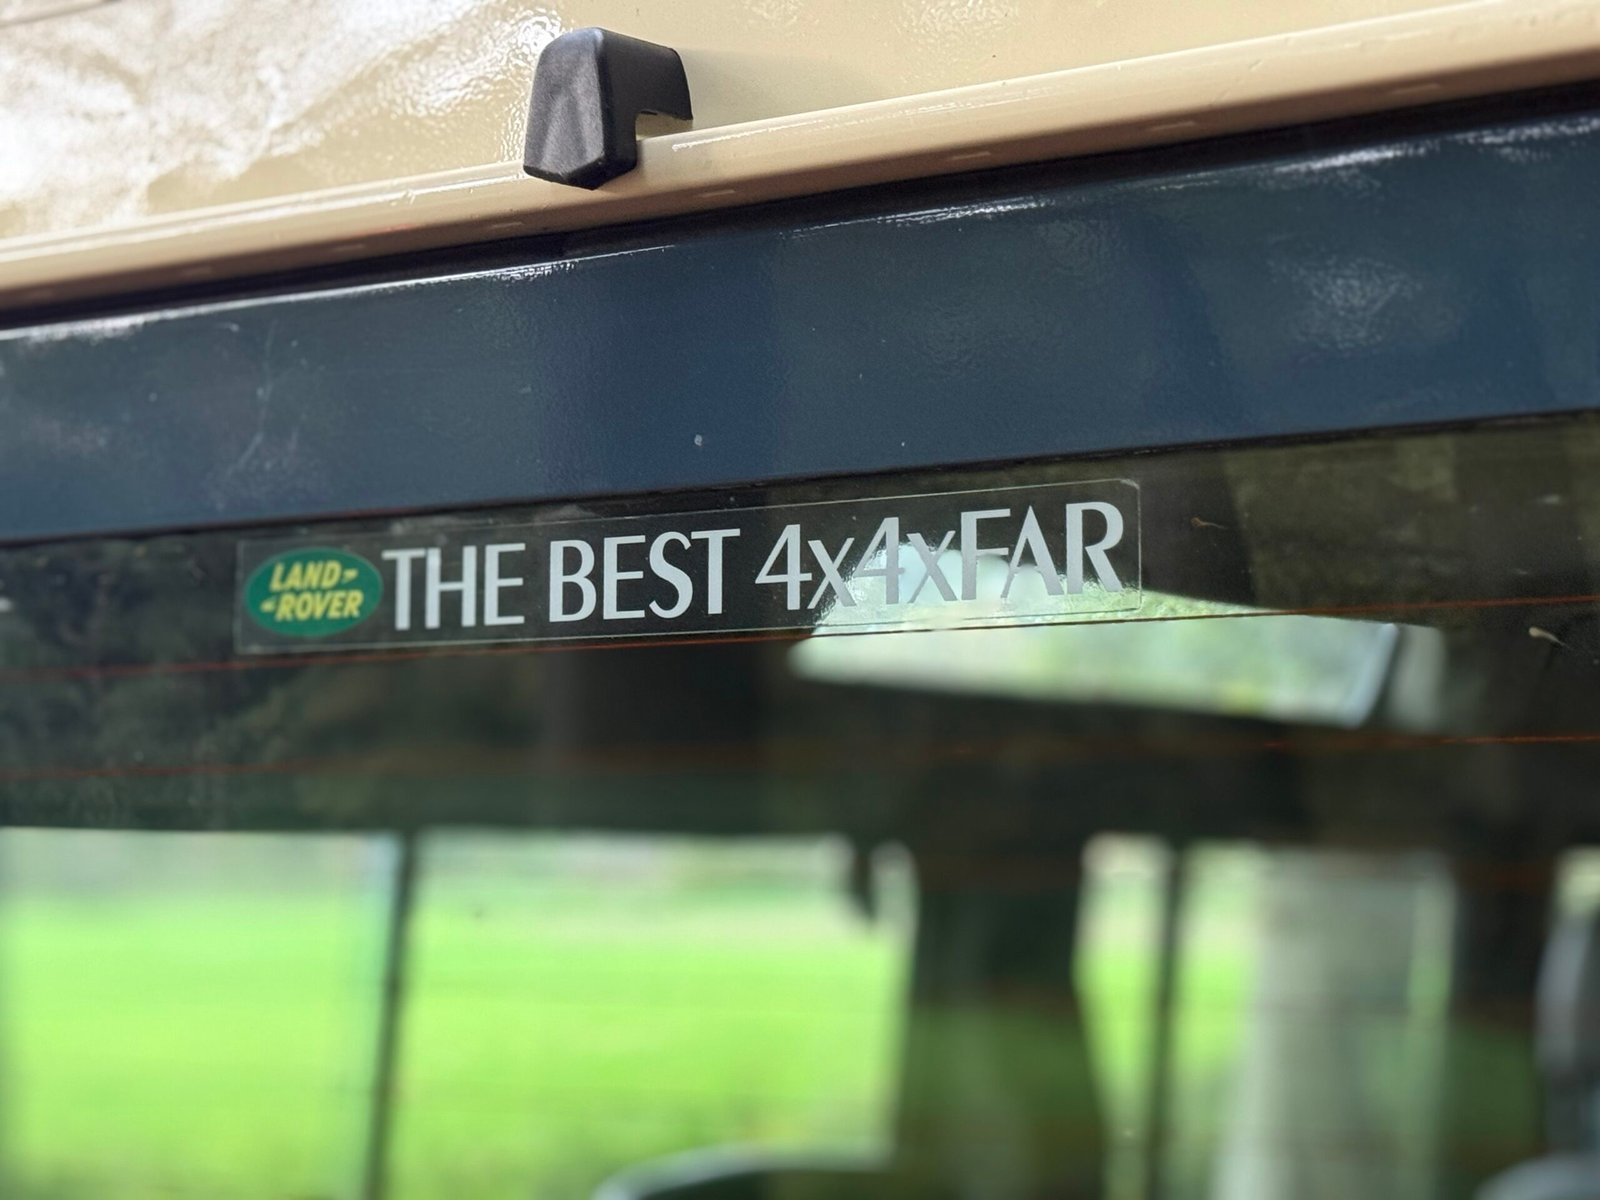 LAND-
-ROVER
THE BEST 4x4xFAR